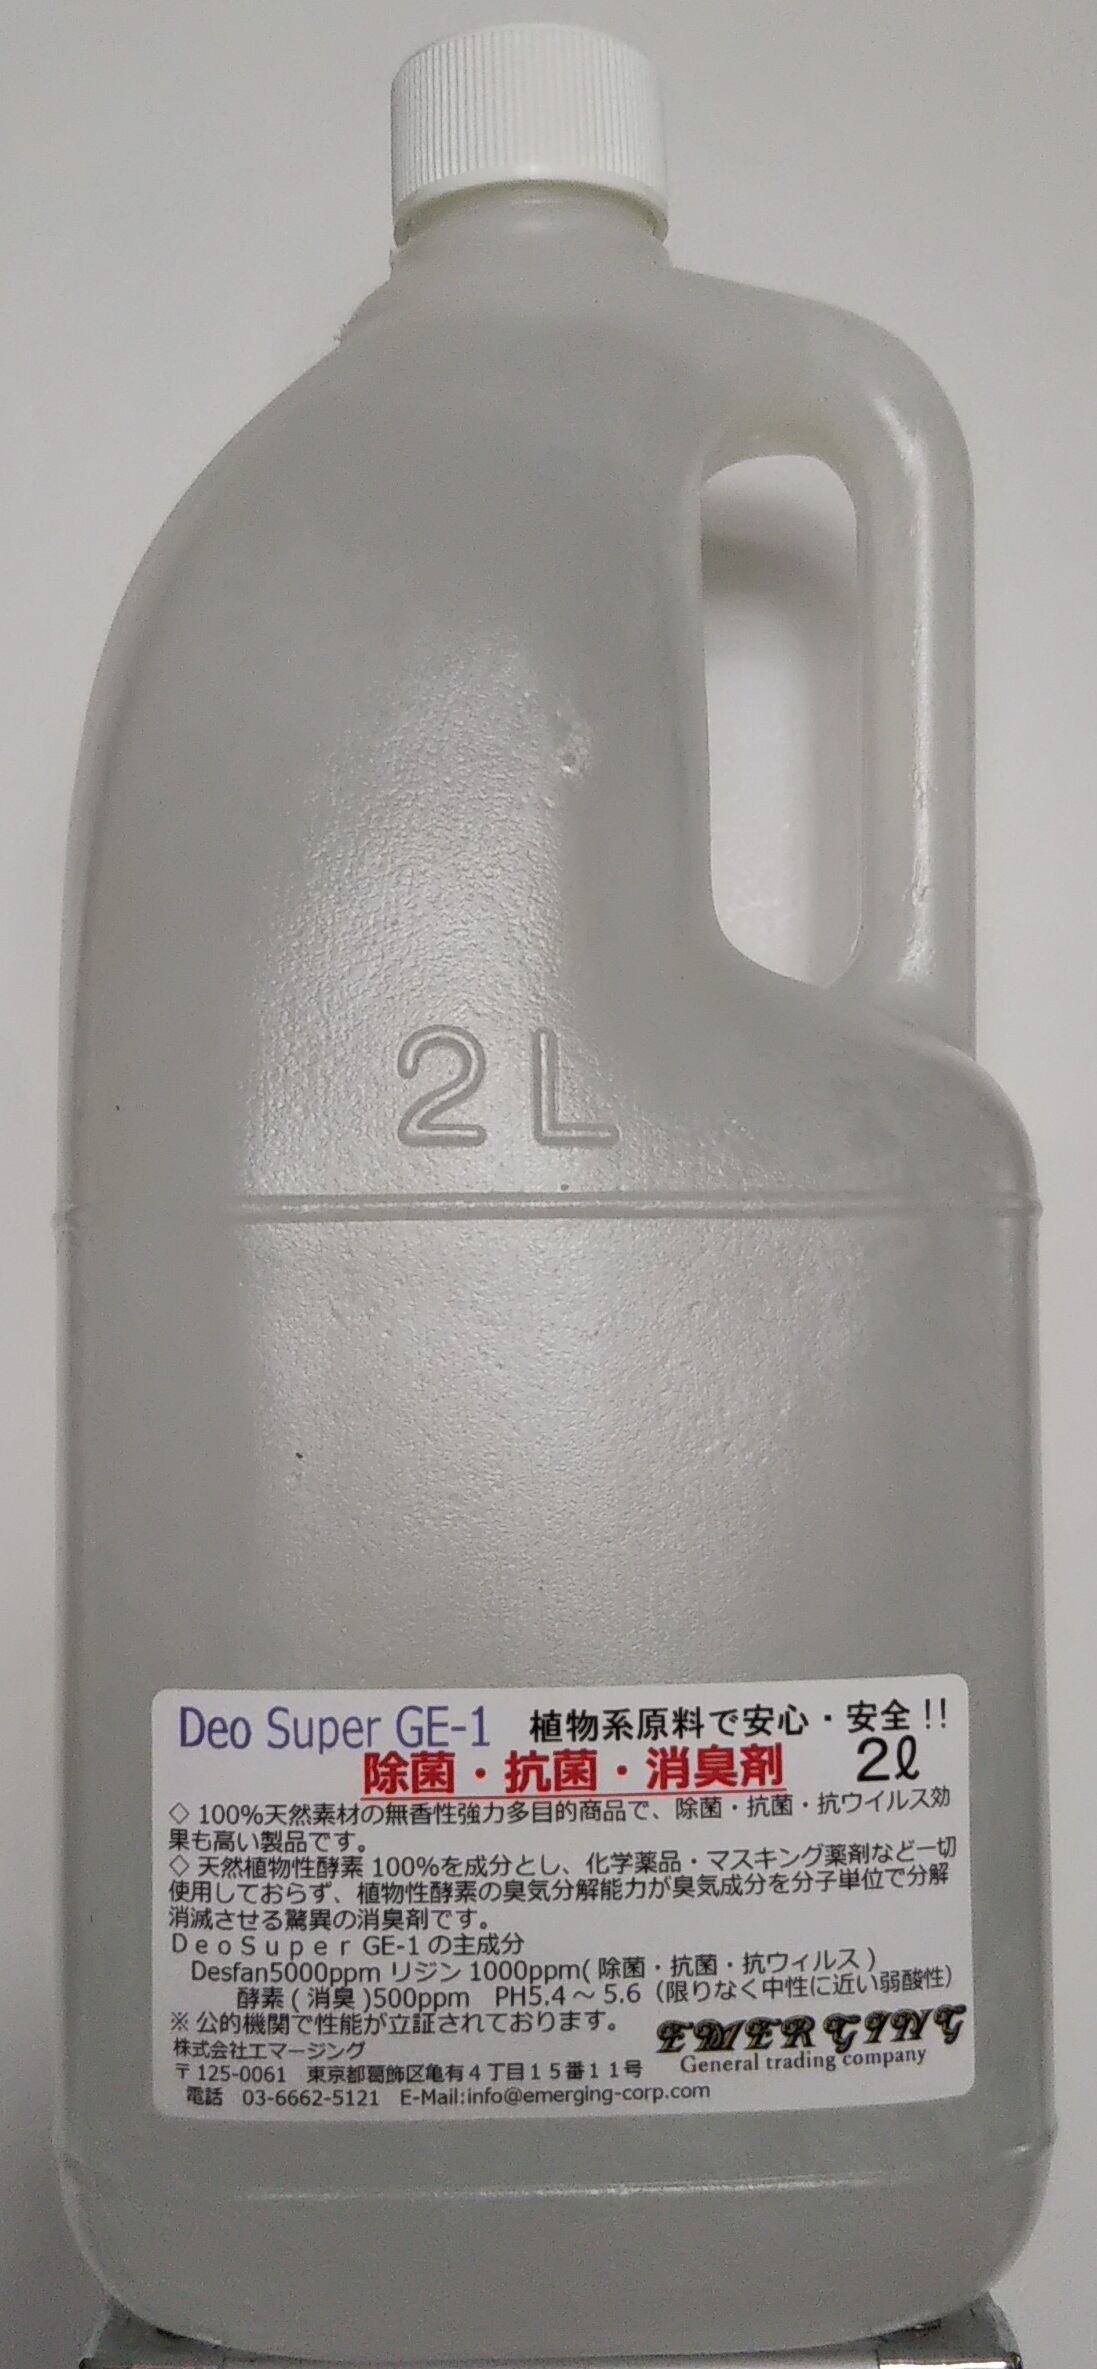 2L
Deo Super GE-1 植物系原料で安心・安全!!
除菌・抗菌・消臭剤 2ℓ
◇ 100%天然素材の無香性強力多目的商品で、除菌・抗菌・抗ウイルス効
果も高い製品です。
◇ 天然植物性酵素 100%を成分とし、化学薬品・マスキング薬剤など一切
使用しておらず、植物性酵素の臭気分解能力が臭気成分を分子単位で分解
消滅させる驚異の消臭剤です。
ＤｅｏＳｕｐｅｒ GE-1 の主成分
Desfan5000ppm リジン 1000ppm( 除菌・抗菌・抗ウィルス )
酵素 ( 消臭 )500ppm PH5.4 ～ 5.6（限りなく中性に近い弱酸性）
※ 公的機関で性能が立証されております。
EMERGING
General trading company
株式会社エマージング
〒125-0061 東京都葛飾区亀有４丁目１５番１１号
電話 03-6662-5121 E-Mail:info@emerging-corp.com